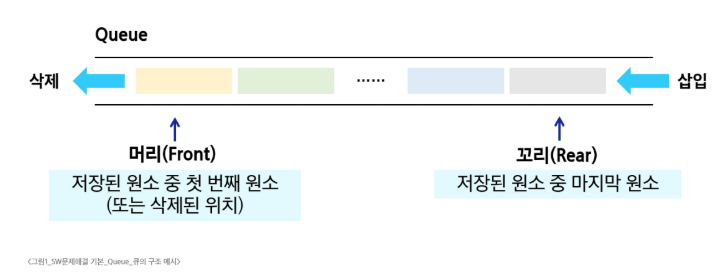 Queue
삭제
······
삽입
머리(Front)
저장된 원소 중 첫 번째 원소
(또는 삭제된 위치)
꼬리(Rear)
저장된 원소 중 마지막 원소
<그림1_SW문제해결 기본_Queue_큐의 구조 예시>